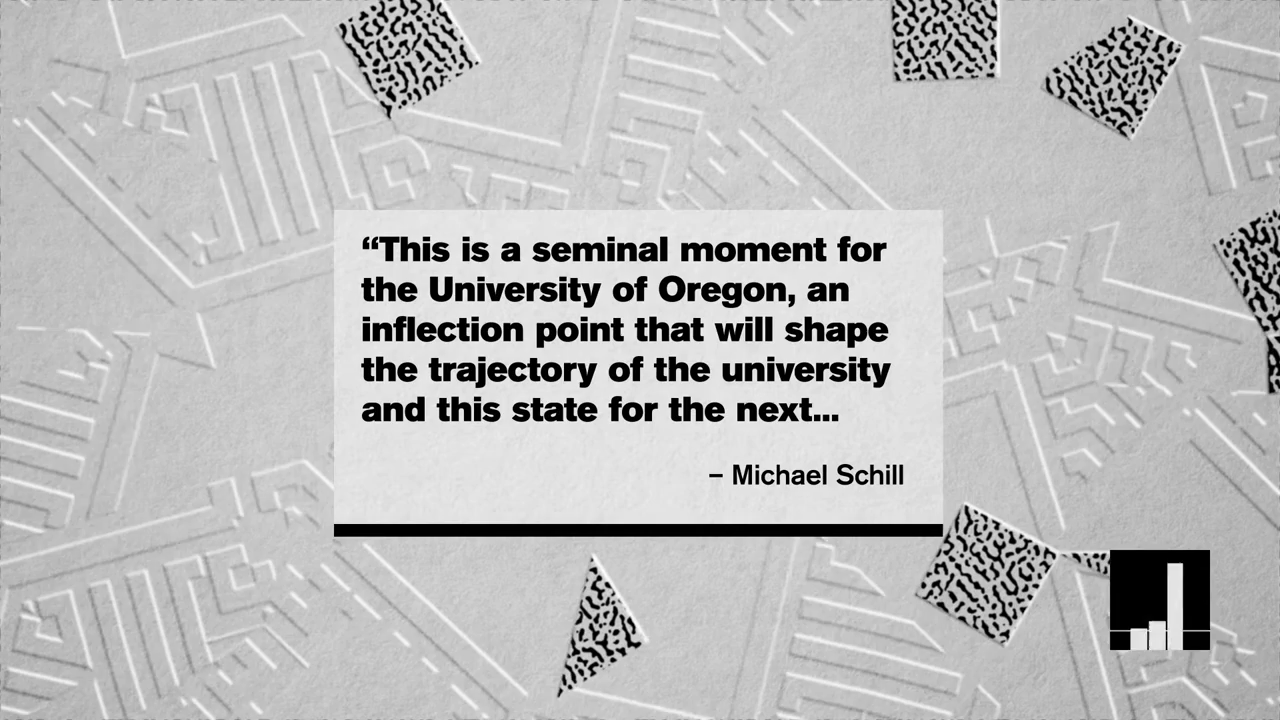 “This is a seminal moment for
the University of Oregon, an
inflection point that will shape
the trajectory of the university
and this state for the next...
– Michael Schill